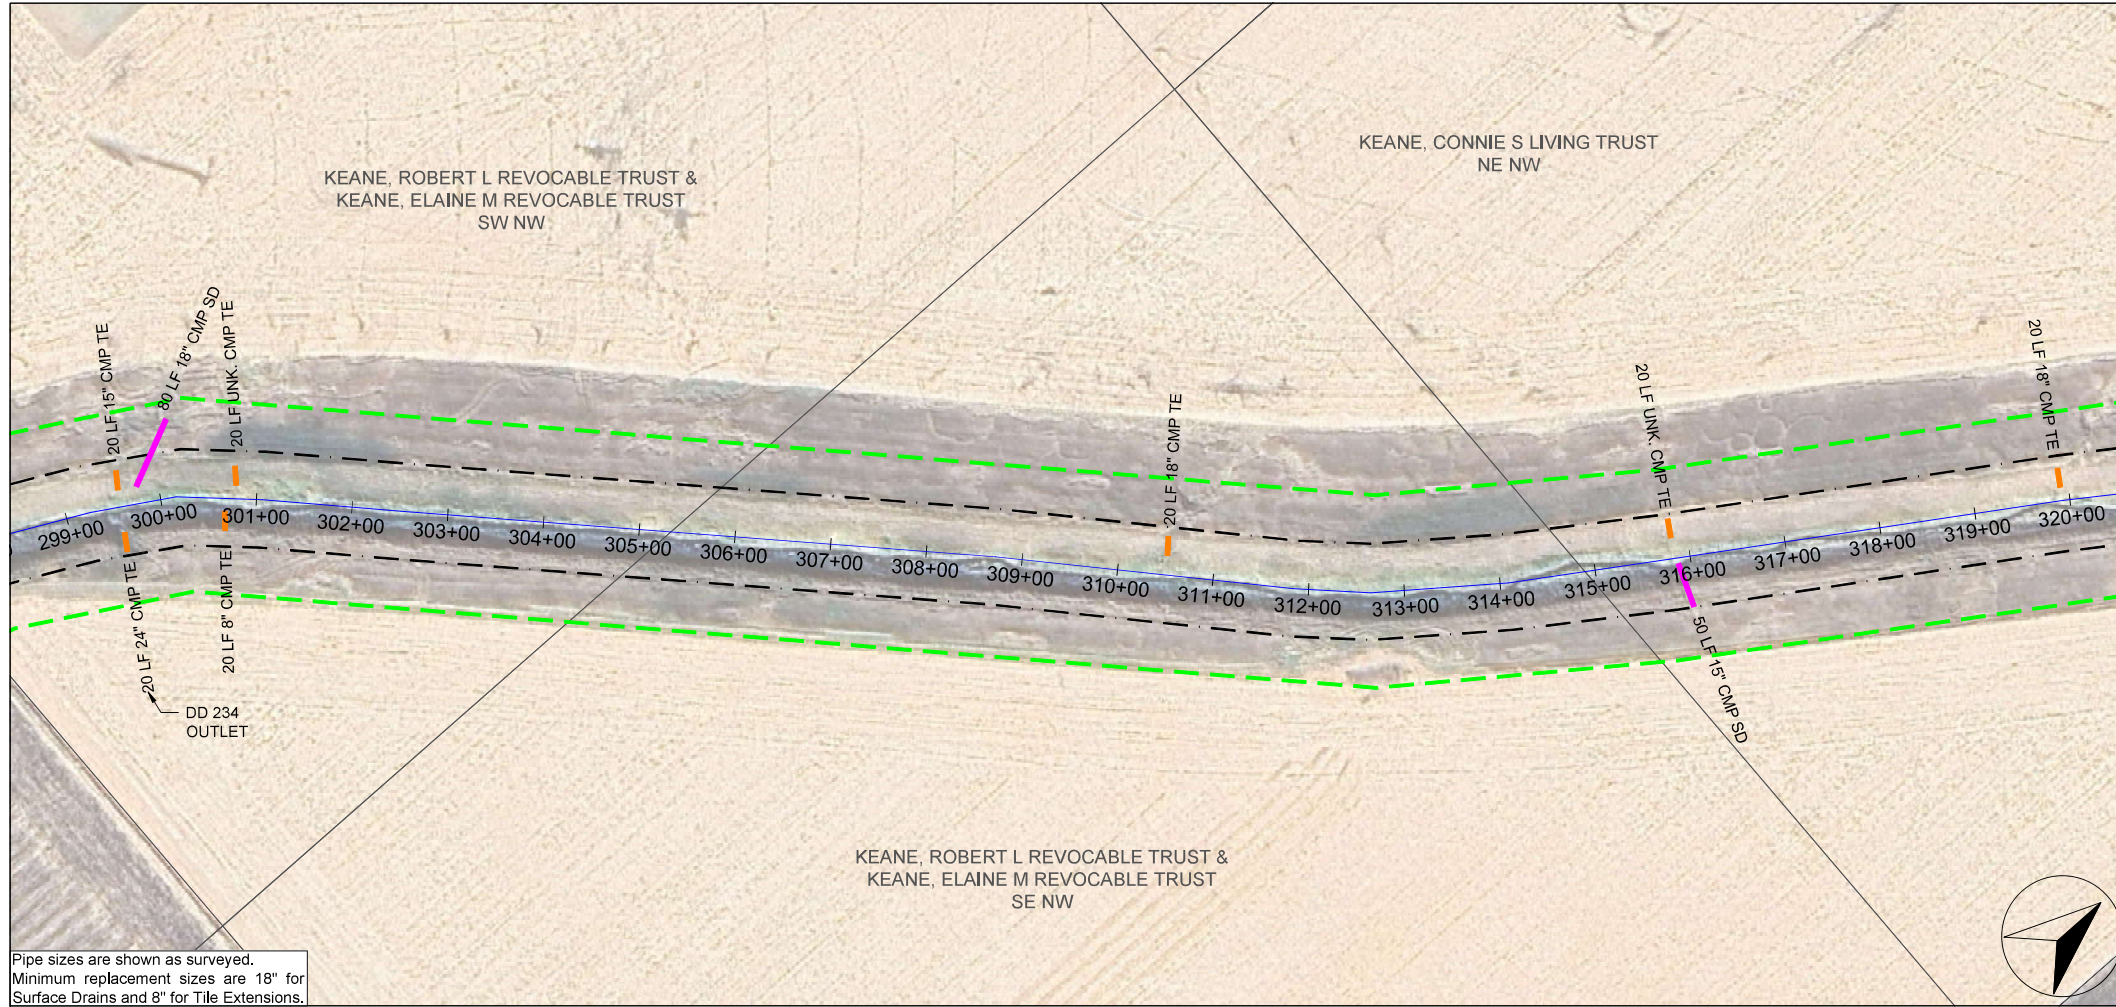 KEANE, ROBERT L REVOCABLE TRUST &
KEANE, ELAINE M REVOCABLE TRUST
SW NW
KEANE, CONNIE S LIVING TRUST
NE NW
20 LF 15" CMP TE
80 LF 18" CMP SD
20 LF UNK. CMP TE
20 LF 18" CMP TE
20 LF UNK. CMP TE
20 LF 18" CMP TE
299+00
300+00
301+00
302+00
303+00
304+00
305+00
306+00
307+00
308+00
309+00
310+00
311+00
312+00
313+00
314+00
315+00
316+00
317+00
318+00
319+00
320+00
20 LF 24" CMP TE
20 LF 8" CMP TE
50 LF 15" CMP SD
DD 234
OUTLET
KEANE, ROBERT L REVOCABLE TRUST &
KEANE, ELAINE M REVOCABLE TRUST
SE NW
Pipe sizes are shown as surveyed.
Minimum replacement sizes are 18" for
Surface Drains and 8" for Tile Extensions.